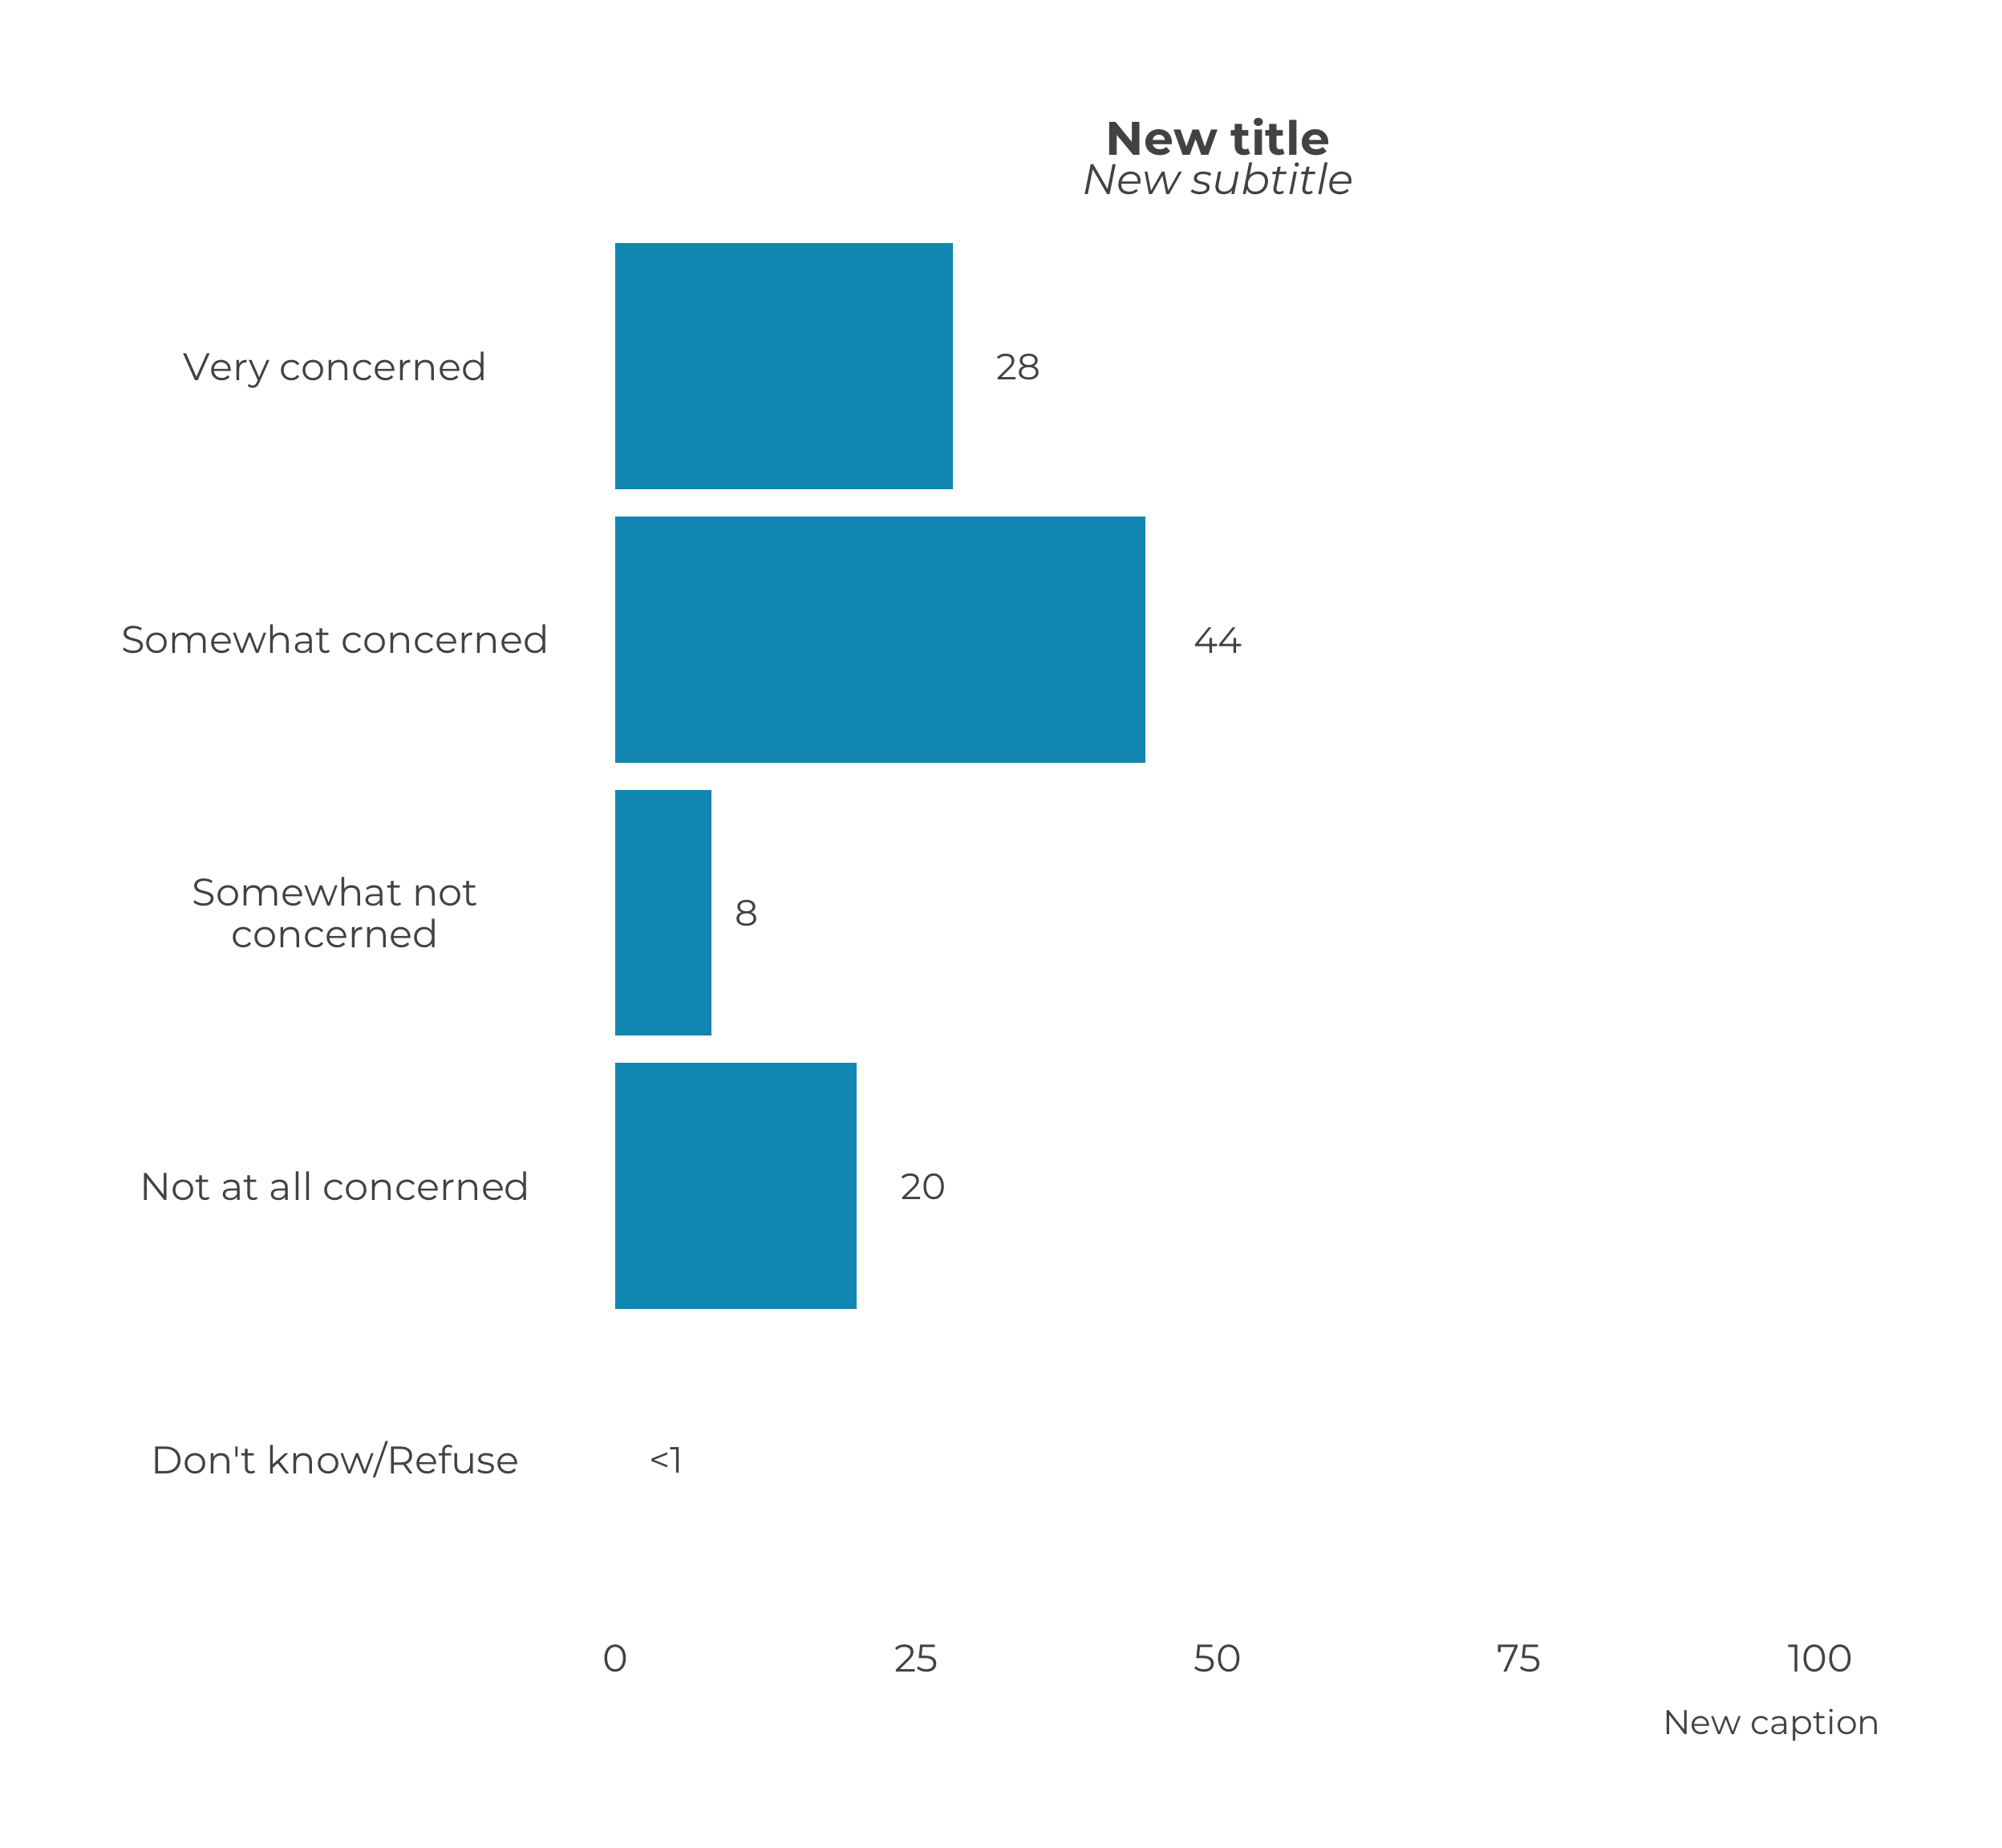 New title
New subtitle
Very concerned
28
Somewhat concerned
44
Somewhat not
concerned
8
Not at all concerned
20
Don't know/Refuse
<1
0
25
50
75
100
New caption